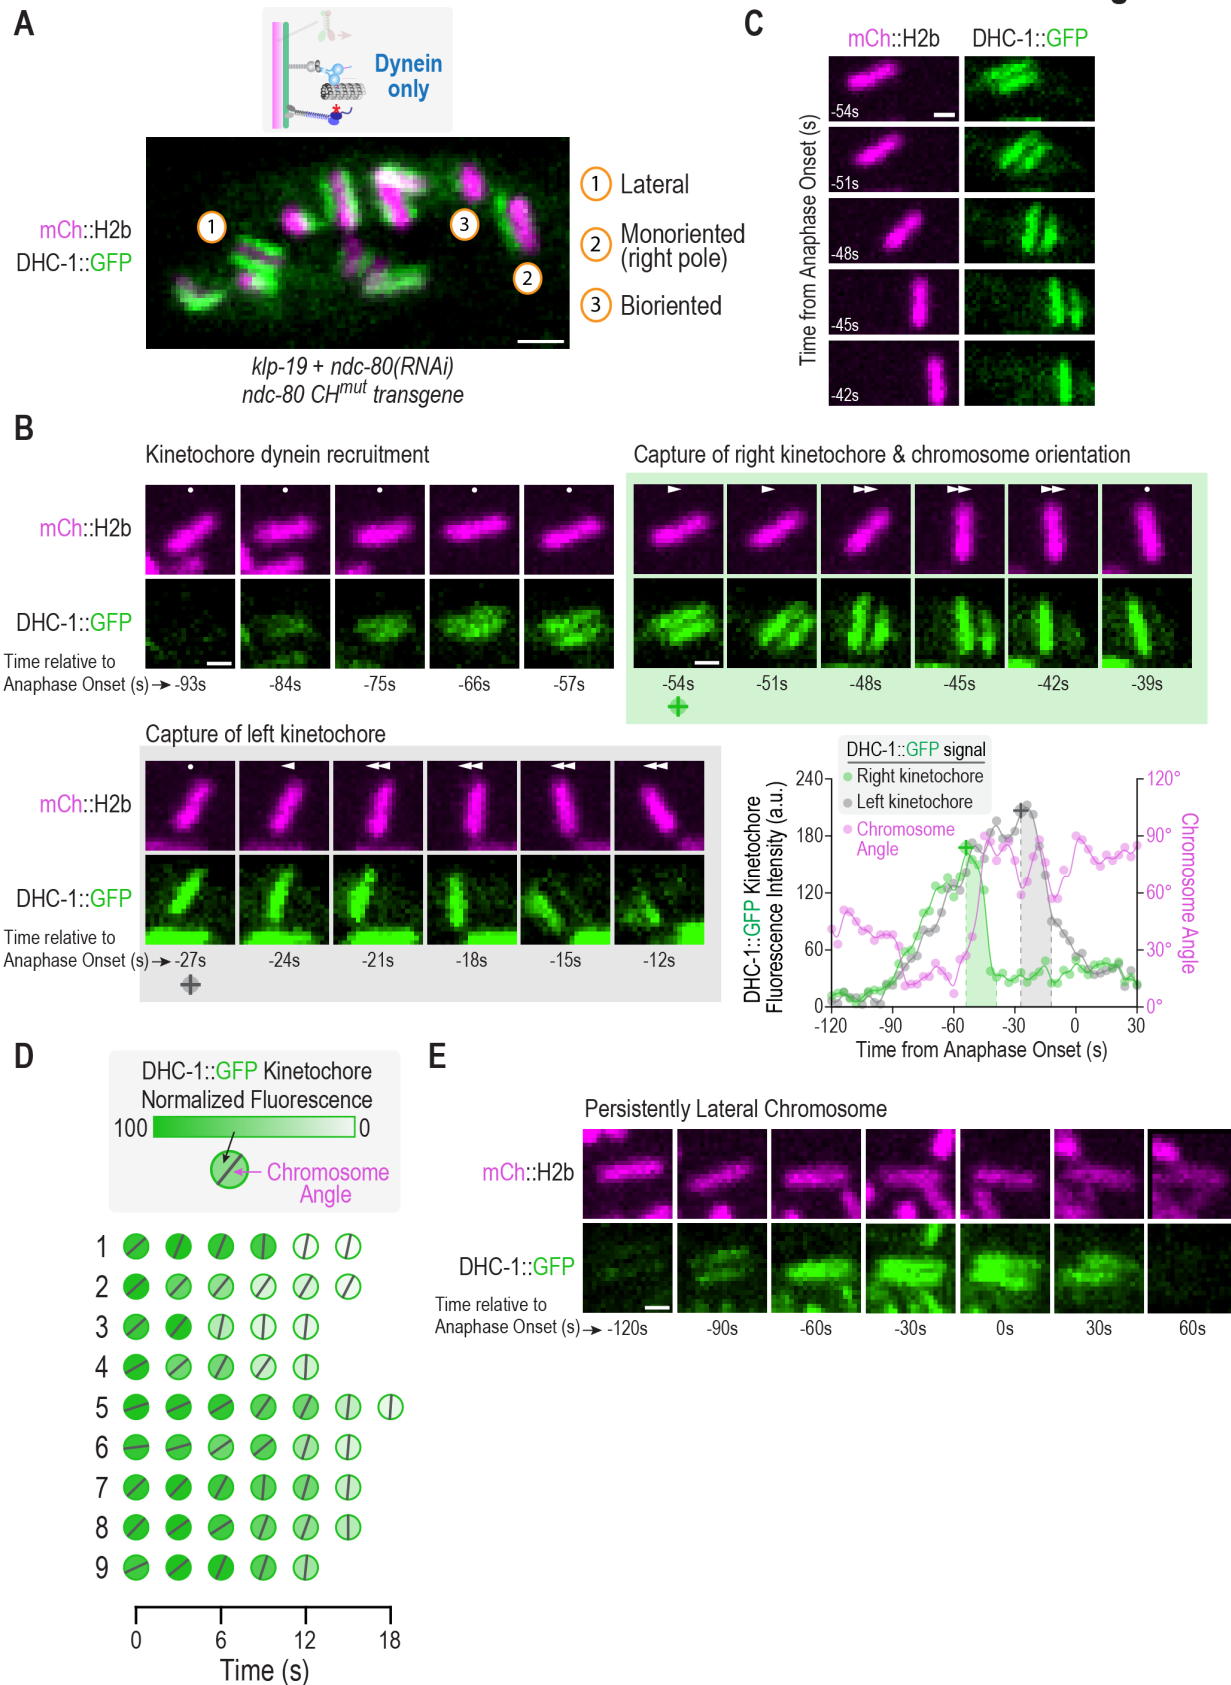 A
Dynein
only
mCh::H2b
DHC-1::GFP
1
3
2
1 Lateral
2 Monoriented
(right pole)
3 Bioriented
klp-19 + ndc-80(RNAi)
ndc-80 CHmut transgene
C
mCh::H2b DHC-1::GFP
Time from Anaphase Onset (s)
-54s
-51s
-48s
-45s
-42s
B
Kinetochore dynein recruitment
mCh::H2b
DHC-1::GFP
Time relative to
Anaphase Onset (s) -93s -84s -75s -66s -57s
Capture of right kinetochore & chromosome orientation
-54s -51s -48s -45s -42s -39s
Capture of left kinetochore
mCh::H2b
DHC-1::GFP
Time relative to
Anaphase Onset (s) -27s -24s -21s -18s -15s -12s
DHC-1::GFP signal
Right kinetochore
Left kinetochore
Chromosome
Angle
DHC-1::GFP Kinetochore
Fluorescence Intensity (a.u.)
240
180
120
60
0
120°
90°
60°
30°
0°
Chromosome Angle
-120 -90 -60 -30 0 30
Time from Anaphase Onset (s)
D
DHC-1::GFP Kinetochore
Normalized Fluorescence
100 0
Chromosome
Angle
1
2
3
4
5
6
7
8
9
0 6 12 18
Time (s)
E
Persistently Lateral Chromosome
mCh::H2b
DHC-1::GFP
Time relative to
Anaphase Onset (s) -120s -90s -60s -30s 0s 30s 60s